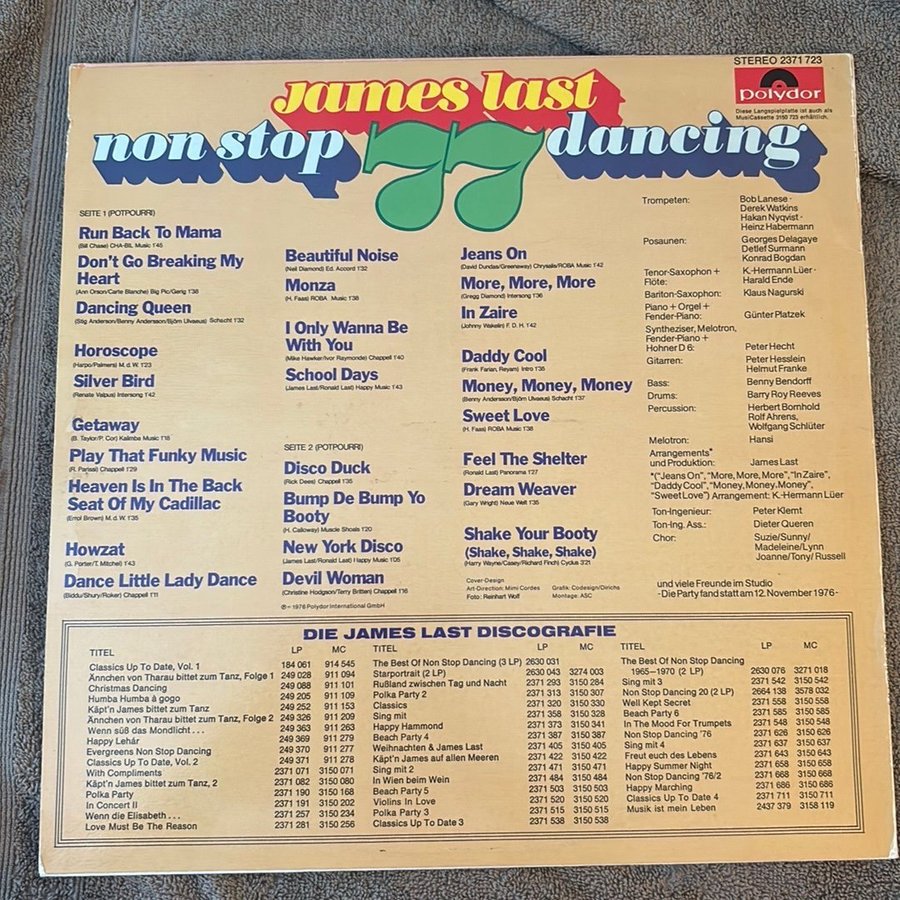 STEREO 2371 723
polydor
Diese Langspielplatte ist auch als
MusiCassette 3150 723 erhältlich.
james last
non stop 77 dancing
SEITE 1 (POTPOURRI)
Run Back To Mama
(Bill Chase) CHA-BIL Music 1'45
Don't Go Breaking My
Heart
(Ann Orson/Carte Blanche) Big Pic/Gerig 1'38
Dancing Queen
(Stig Anderson/Benny Andersson/Björn Ulvaeus) Schacht 1'32
Horoscope
(Harpo/Palmers) M. d. W. 1'23
Silver Bird
(Renate Valpus) Intersong 1'42
Getaway
(B. Taylor/P. Cor) Kalimba Music 1'18
Play That Funky Music
(R. Parissi) Chappell 1'29
Heaven Is In The Back
Seat Of My Cadillac
(Errol Brown) M. d. W. 1'35
Howzat
(G. Porter/T. Mitchel) 1'43
Dance Little Lady Dance
(Biddu/Shury/Roker) Chappell 1'11
Beautiful Noise
(Neil Diamond) Ed. Accord 1'32
Monza
(H. Faas) ROBA Music 1'38
I Only Wanna Be
With You
(Mike Hawker/Ivor Raymonde) Chappell 1'40
School Days
(James Last/Ronald Last) Happy Music 1'43
SEITE 2 (POTPOURRI)
Disco Duck
(Rick Dees) Chappell 1'35
Bump De Bump Yo
Booty
(H. Calloway) Muscle Shoals 1'20
New York Disco
(James Last/Ronald Last) Happy Music 1'05
Devil Woman
(Christine Hodgson/Terry Britten) Chappell 1'16
℗ – 1976 Polydor International GmbH
Jeans On
(David Dundas/Greenaway) Chrysalis/ROBA Music 1'42
More, More, More
(Gregg Diamond) Intersong 1'36
In Zaire
(Johnny Wakelin) F. D. H. 1'42
Daddy Cool
(Frank Farian, Reyam) Intro 1'38
Money, Money, Money
(Benny Andersson/Björn Ulvaeus) Schacht 1'37
Sweet Love
(H. Faas) ROBA Music 1'38
Feel The Shelter
(Ronald Last) Panorama 1'27
Dream Weaver
(Gary Wright) Neue Welt 1'35
Shake Your Booty
(Shake, Shake, Shake)
(Harry Wayne/Casey/Richard Finch) Cyclus 3'21
Cover-Design
Art-Direction: Mimi Cordes
Foto: Reinhart Wolf
Grafik: Codesign/Dirichs
Montage: ASC
Trompeten: Bob Lanese ·
Derek Watkins
Hakan Nyqvist ·
Heinz Habermann
Posaunen: Georges Delagaye
Detlef Surmann
Konrad Bogdan
Tenor-Saxophon + K.-Hermann Lüer ·
Flöte: Harald Ende
Bariton-Saxophon: Klaus Nagurski
Piano + Orgel +
Fender-Piano: Günter Platzek
Syntheziser, Melotron,
Fender-Piano +
Hohner D 6: Peter Hecht
Gitarren: Peter Hesslein
Helmut Franke
Bass: Benny Bendorff
Drums: Barry Roy Reeves
Percussion: Herbert Bornhold
Rolf Ahrens,
Wolfgang Schlüter
Melotron: Hansi
Arrangements*
und Produktion: James Last
*("Jeans On", "More, More, More", "In Zaire",
"Daddy Cool", "Money, Money, Money",
"Sweet Love") Arrangement: K.-Hermann Lüer
Ton-Ingenieur: Peter Klemt
Ton-Ing. Ass.: Dieter Queren
Chor: Suzie/Sunny/
Madeleine/Lynn
Joanne/Tony/Russell
und viele Freunde im Studio
-Die Party fand statt am 12. November 1976-
DIE JAMES LAST DISCOGRAFIE
TITEL LP MC
Classics Up To Date, Vol. 1 184 061 914 545
Ännchen von Tharau bittet zum Tanz, Folge 1 249 028 911 094
Christmas Dancing 249 088 911 101
Humba Humba à gogo 249 205 911 109
Käpt'n James bittet zum Tanz 249 252 911 153
Ännchen von Tharau bittet zum Tanz, Folge 2 249 326 911 209
Wenn süß das Mondlicht . . . 249 363 911 263
Happy Lehár 249 369 911 279
Evergreens Non Stop Dancing 249 370 911 277
Classics Up To Date, Vol. 2 249 371 911 278
With Compliments 2371 071 3150 071
Käpt'n James bittet zum Tanz, 2 2371 082 3150 080
Polka Party 2371 190 3150 168
In Concert II 2371 191 3150 202
Wenn die Elisabeth . . . 2371 257 3150 234
Love Must Be The Reason 2371 281 3150 256
TITEL LP MC
The Best Of Non Stop Dancing (3 LP) 2630 031
Starportrait (2 LP) 2630 043 3274 003
Rußland zwischen Tag und Nacht 2371 293 3150 284
Polka Party 2 2371 313 3150 307
Classics 2371 320 3150 330
Sing mit 2371 358 3150 328
Happy Hammond 2371 373 3150 341
Beach Party 4 2371 387 3150 387
Weihnachten & James Last 2371 405 3150 405
Käpt'n James auf allen Meeren 2371 422 3150 422
Sing mit 2 2371 471 3150 471
In Wien beim Wein 2371 484 3150 484
Beach Party 5 2371 503 3150 503
Violins In Love 2371 520 3150 520
Polka Party 3 2371 515 3150 515
Classics Up To Date 3 2371 538 3150 538
TITEL LP MC
The Best Of Non Stop Dancing
1965–1970 (2 LP) 2630 076 3271 018
Sing mit 3 2371 542 3150 542
Non Stop Dancing 20 (2 LP) 2664 138 3578 032
Well Kept Secret 2371 558 3150 558
Beach Party 6 2371 585 3150 585
In The Mood For Trumpets 2371 548 3150 548
Non Stop Dancing '76 2371 626 3150 626
Sing mit 4 2371 637 3150 637
Freut euch des Lebens 2371 643 3150 643
Happy Summer Night 2371 658 3150 658
Non Stop Dancing '76/2 2371 668 3150 668
Happy Marching 2371 686 3150 686
Classics Up To Date 4 2371 711 3150 711
Musik ist mein Leben 2437 379 3158 119